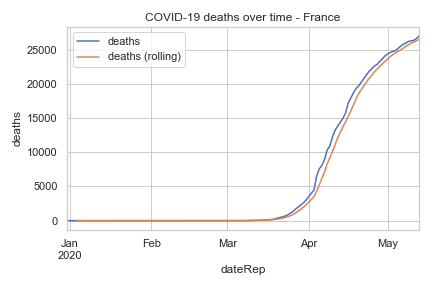 COVID-19 deaths over time - France
deaths
deaths (rolling)
25000
20000
15000
10000
5000
0
deaths
Jan Feb Mar Apr May
2020
dateRep